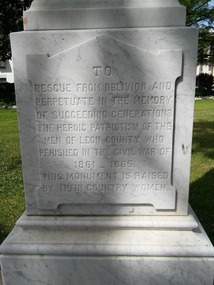 TO
RESCUE FROM OBLIVION AND
PERPETUATE IN THE MEMORY
OF SUCCEEDING GENERATIONS
THE HEROIC PATRIOTISM OF THE
MEN OF LEON COUNTY WHO
PERISHED IN THE CIVIL WAR OF
1861 - 1865.
THIS MONUMENT IS RAISED
BY THEIR COUNTRY WOMEN.